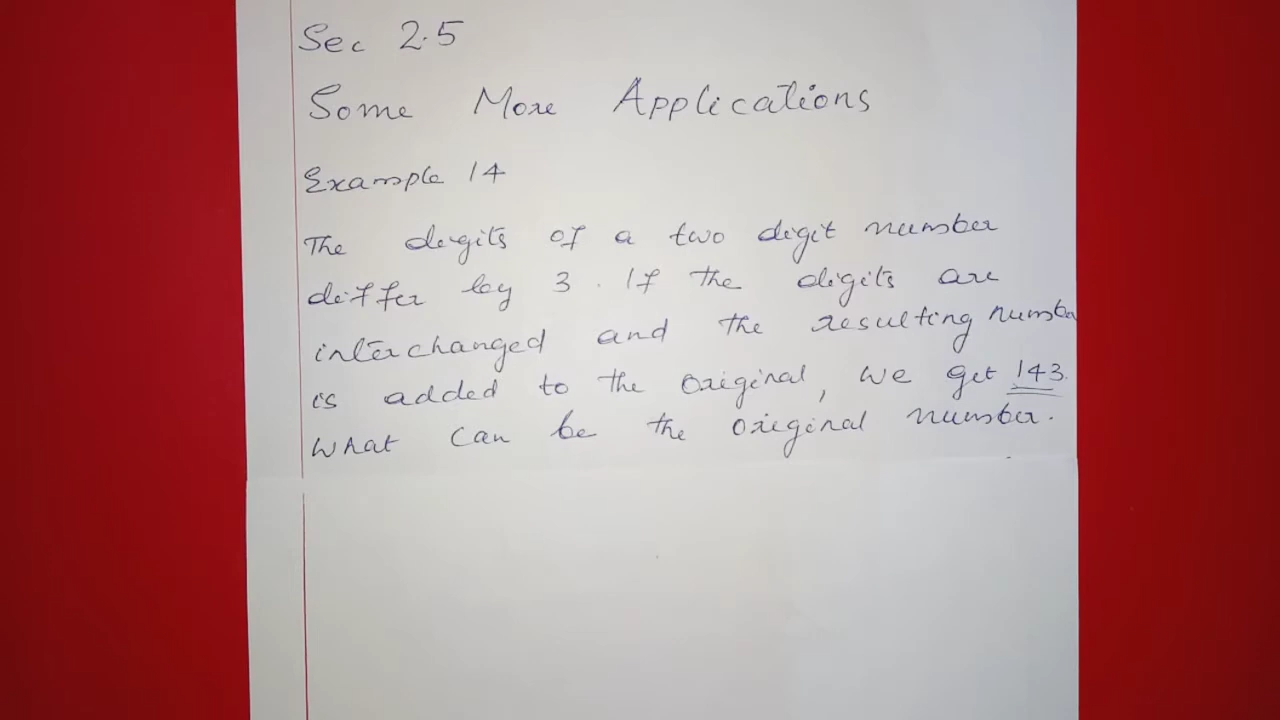 Sec 2.5
Some More Applications
Example 14
The digits of a two digit number
differ by 3. If the digits are
interchanged and the resulting number
is added to the original, we get 143.
What can be the original number.